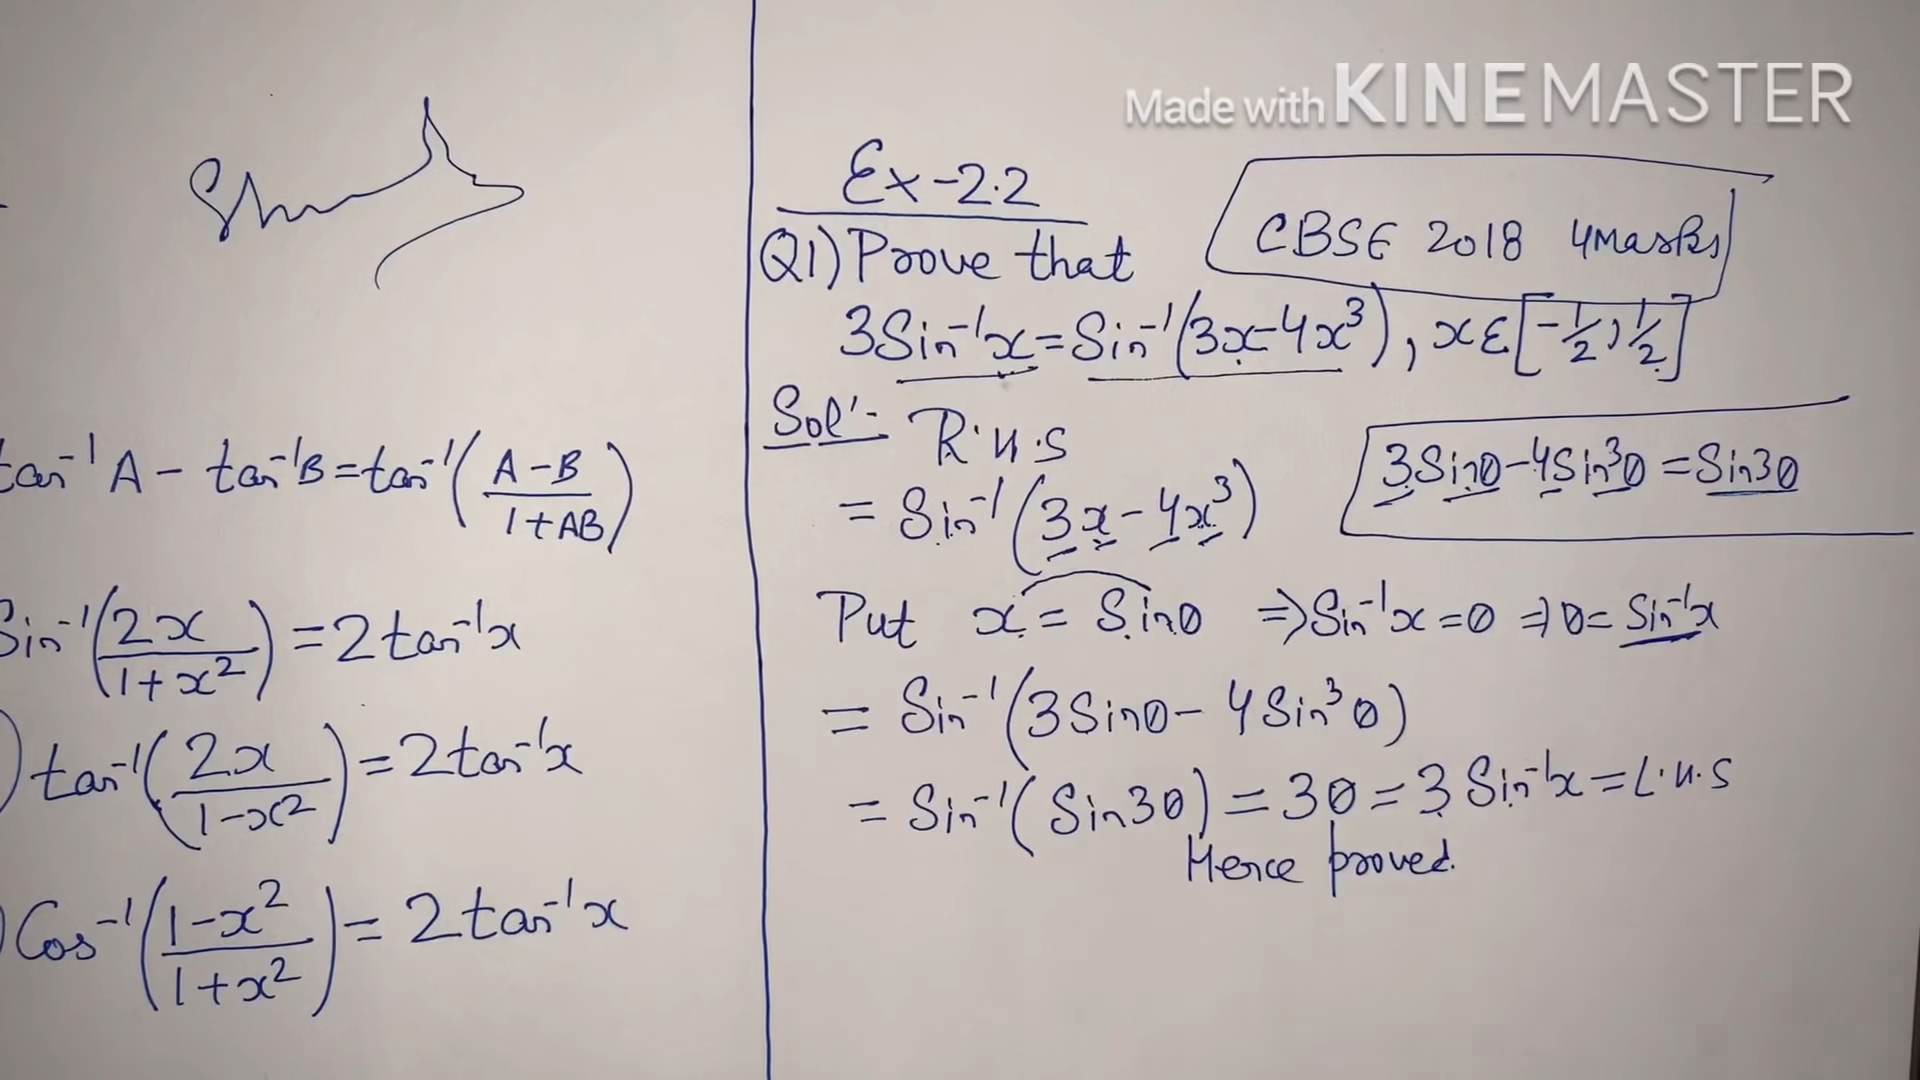 Made with KINEMASTER
tan⁻¹A - tan⁻¹B = tan⁻¹((A-B)/(1+AB))
Sin⁻¹(2x/(1+x²)) = 2tan⁻¹x
) tan⁻¹(2x/(1-x²)) = 2tan⁻¹x
) Cos⁻¹((1-x²)/(1+x²)) = 2tan⁻¹x
Ex-2.2
CBSE 2018 4Marks
Q1) Prove that
3Sin⁻¹x = Sin⁻¹(3x-4x³), x ε [-1/2, 1/2]
Sol':- R.H.S
3Sinθ-4Sin³θ = Sin3θ
= Sin⁻¹(3x-4x³)
Put x = Sinθ ⇒ Sin⁻¹x = θ ⇒ θ = Sin⁻¹x
= Sin⁻¹(3Sinθ - 4Sin³θ)
= Sin⁻¹(Sin3θ) = 3θ = 3Sin⁻¹x = L.H.S
Hence proved.